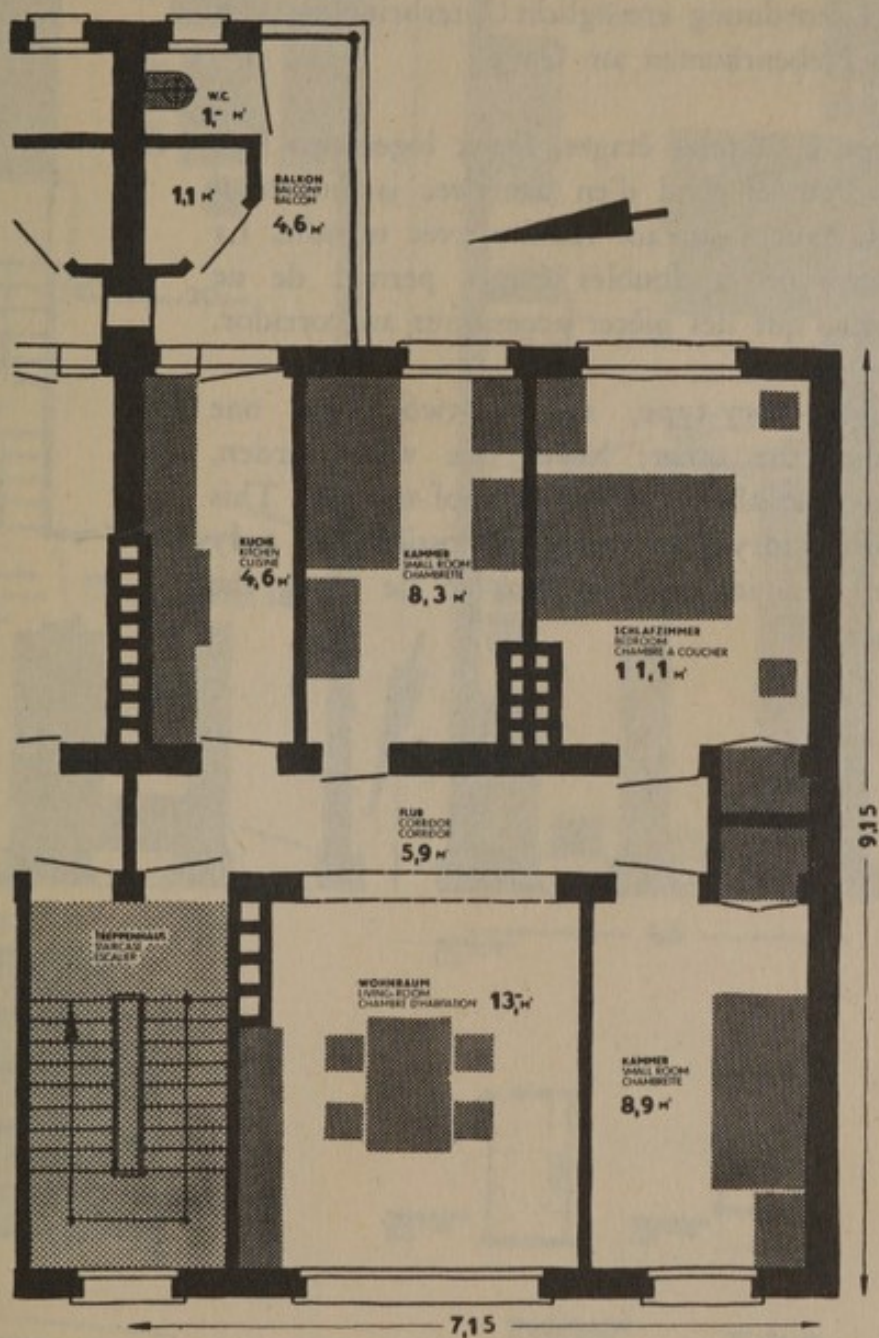 W.C.
1,- M²
1,1 M²
BALKON
BALCONY
BALCON
4,6 M²
KUCHE
KITCHEN
CUISINE
4,6 M²
KAMMER
SMALL ROOM
CHAMBRETTE
8,3 M²
SCHLAFZIMMER
BEDROOM
CHAMBRE A COUCHER
11,1 M²
FLUR
CORRIDOR
CORRIDOR
5,9 M²
9,15
TREPPENHAUS
STAIRCASE
ESCALIER
WOHNRAUM
LIVING-ROOM
CHAMBRE D'HABITATION
13,- M²
KAMMER
SMALL ROOM
CHAMBRETTE
8,9 M²
7,15